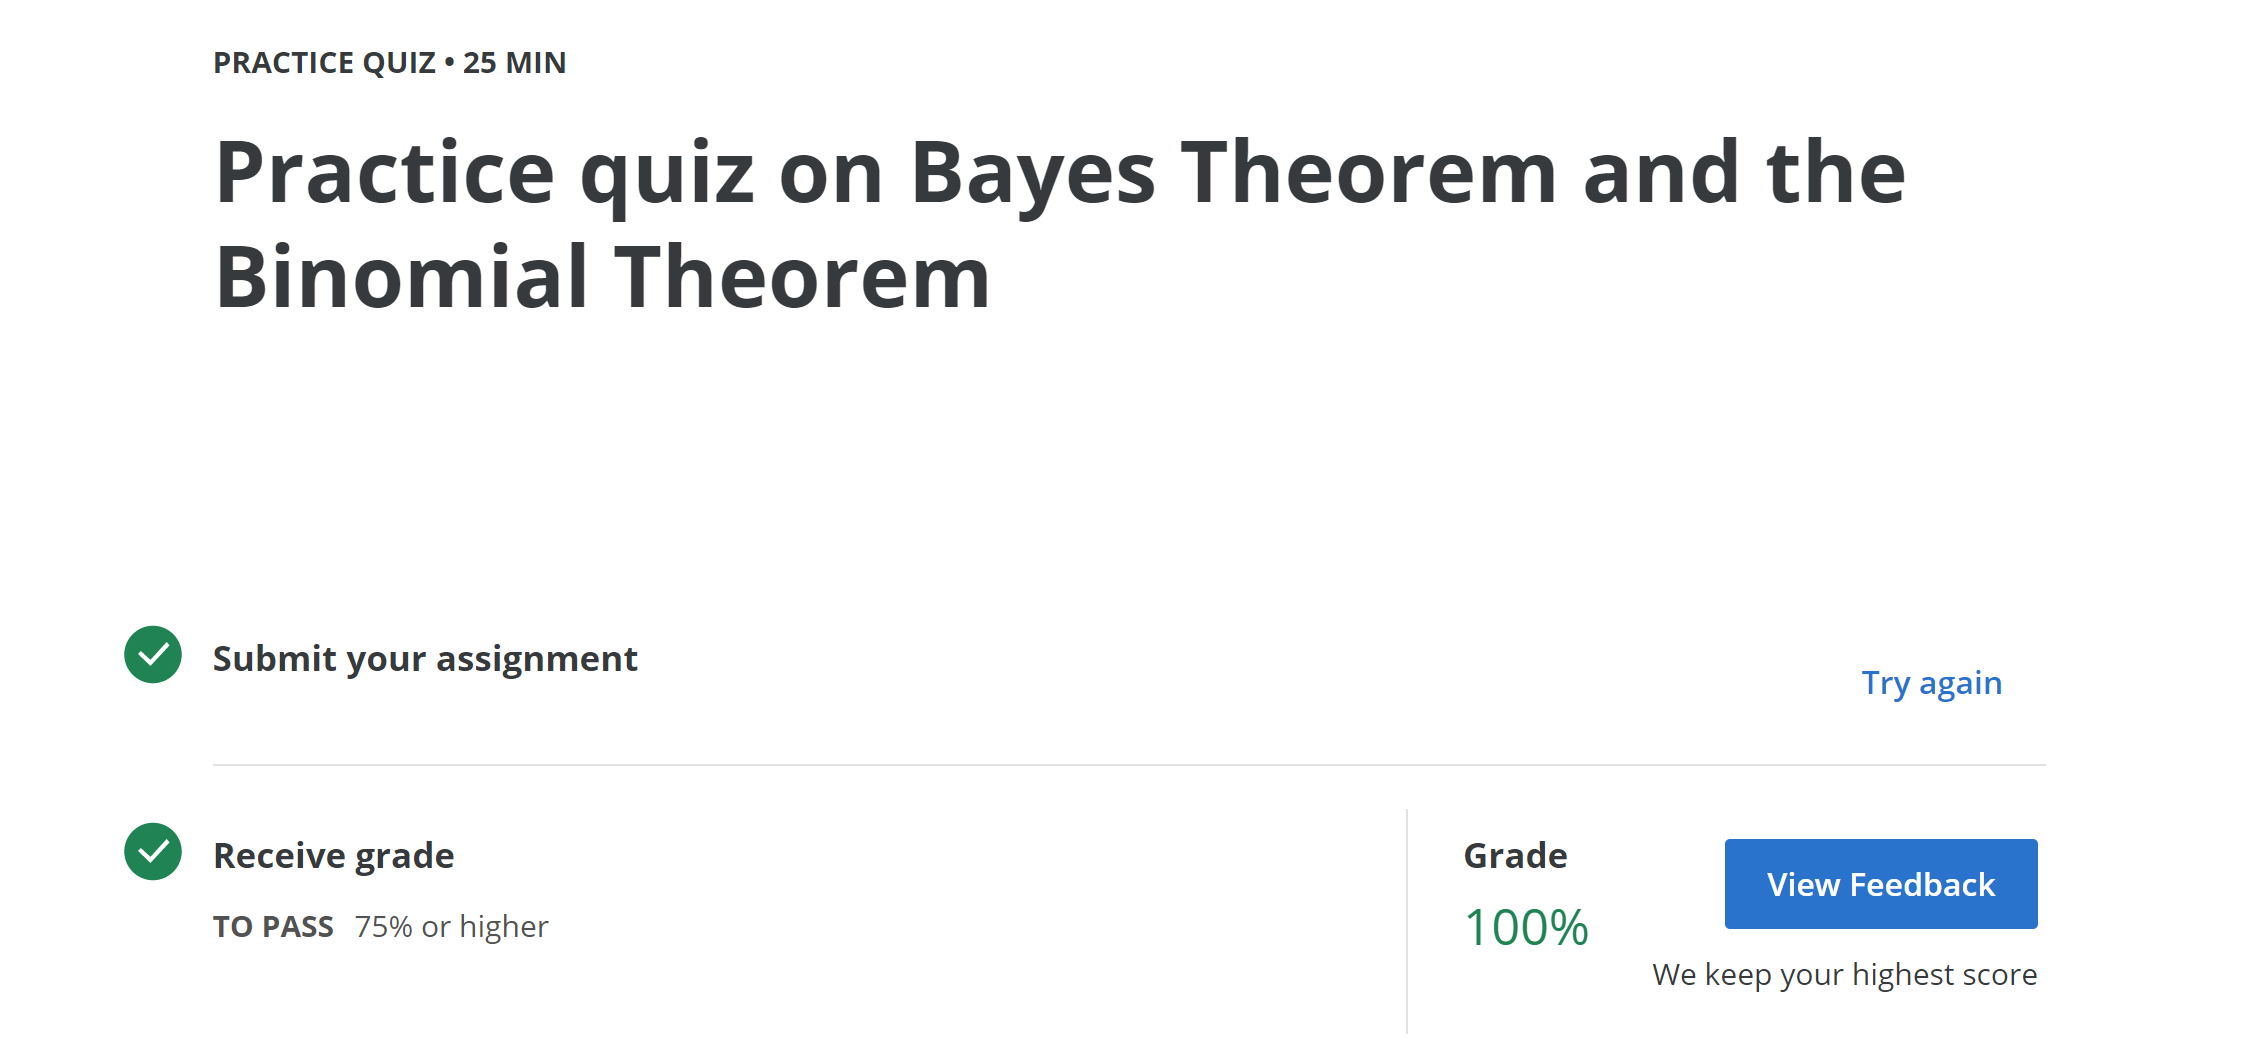 PRACTICE QUIZ • 25 MIN
Practice quiz on Bayes Theorem and the
Binomial Theorem
Submit your assignment
Try again
Receive grade
TO PASS 75% or higher
Grade
100%
View Feedback
We keep your highest score